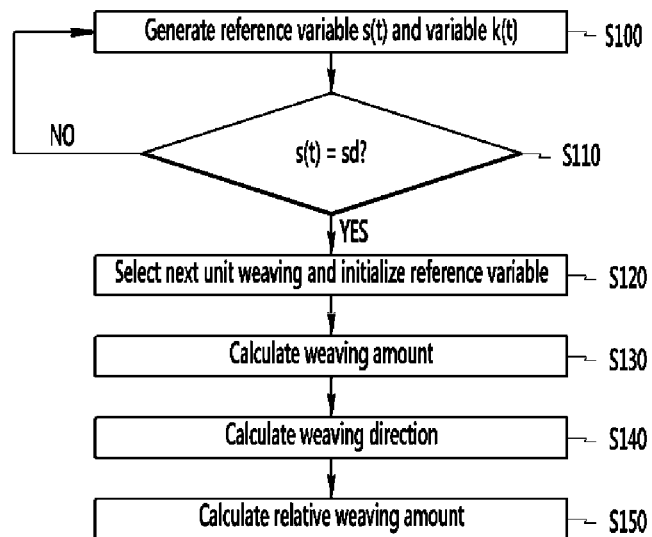 Generate reference variable s(t) and variable k(t)
S100
NO
s(t) = sd?
S110
YES
Select next unit weaving and initialize reference variable
S120
Calculate weaving amount
S130
Calculate weaving direction
S140
Calculate relative weaving amount
S150